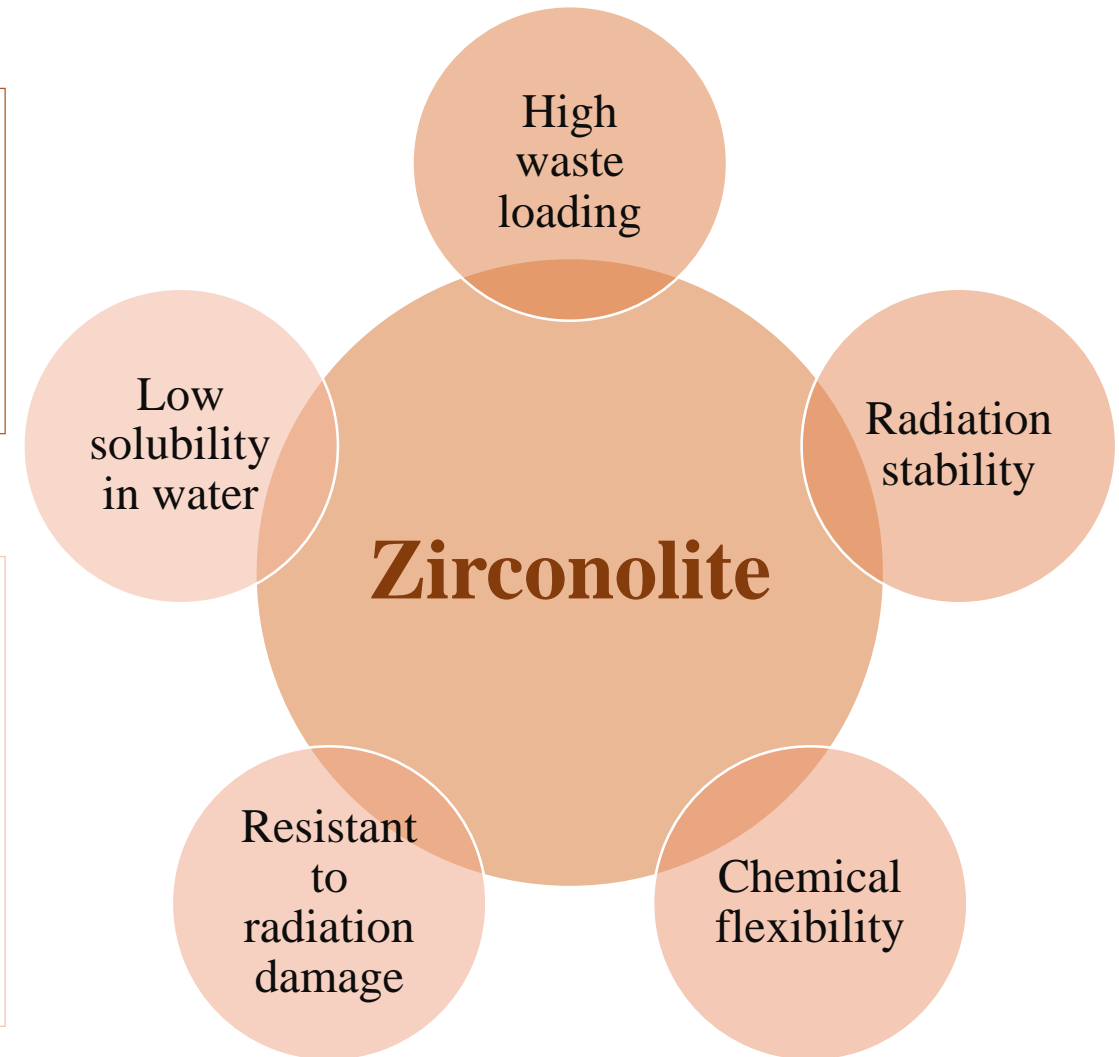 High
waste
loading
Low
solubility
in water
Radiation
stability
Zirconolite
Resistant
to
radiation
damage
Chemical
flexibility